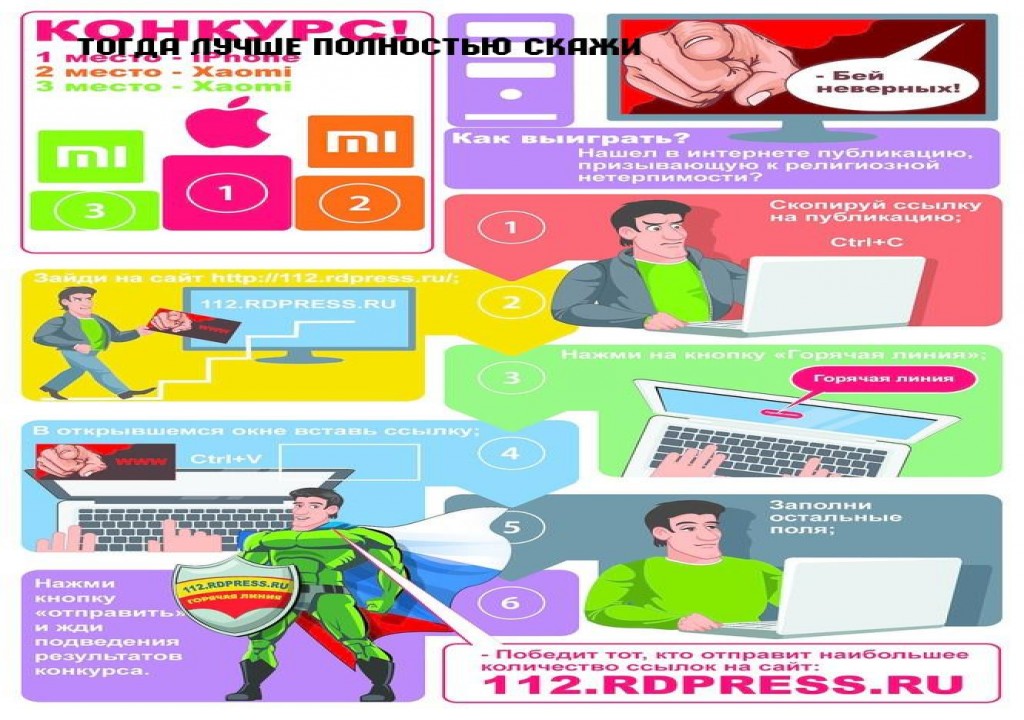 КОНКУРС!
ТОГДА ЛУЧШЕ ПОЛНОСТЬЮ СКАЖИ
1 место - iPhone
2 место - Xaomi
3 место - Xaomi
mi
mi
3
1
2
- Бей
неверных!
Как выиграть?
Нашел в интернете публикацию,
призывающую к религиозной
нетерпимости?
1
Скопируй ссылку
на публикацию;
Ctrl+C
Зайди на сайт http://112.rdpress.ru/;
112.RDPRESS.RU
www
2
3
Нажми на кнопку «Горячая линия»;
Горячая линия
В открывшемся окне вставь ссылку;
www
Ctrl+V
4
5
Заполни
остальные
поля;
Нажми
кнопку
«отправить»
и жди
подведения
результатов
конкурса.
112.RDPRESS.RU
ГОРЯЧАЯ ЛИНИЯ
6
- Победит тот, кто отправит наибольшее
количество ссылок на сайт:
112.RDPRESS.RU